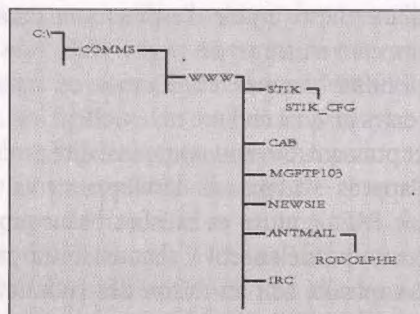 C:\
COMMS
WWW
STIK
STIK_CFG
CAB
MGFTP103
NEWSIE
ANTMAIL
RODOLPHE
IRC